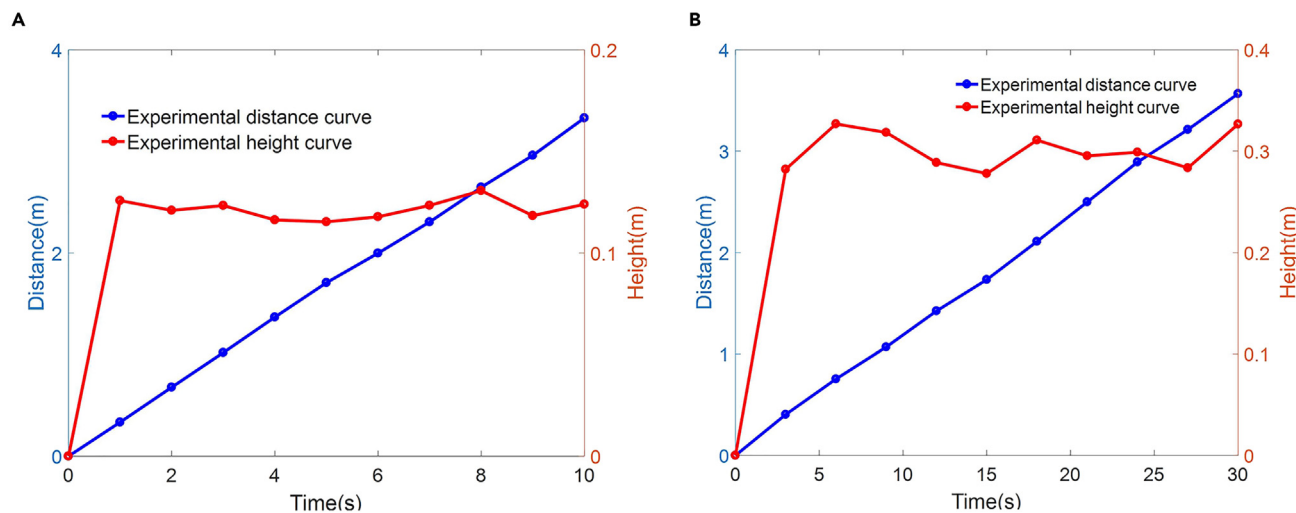 A
4
2
0
Distance(m)
Experimental distance curve
Experimental height curve
0.2
0.1
0
Height(m)
0 2 4 6 8 10
Time(s)
B
4
3
2
1
0
Distance(m)
Experimental distance curve
Experimental height curve
0.4
0.3
0.2
0.1
0
Height(m)
0 5 10 15 20 25 30
Time(s)